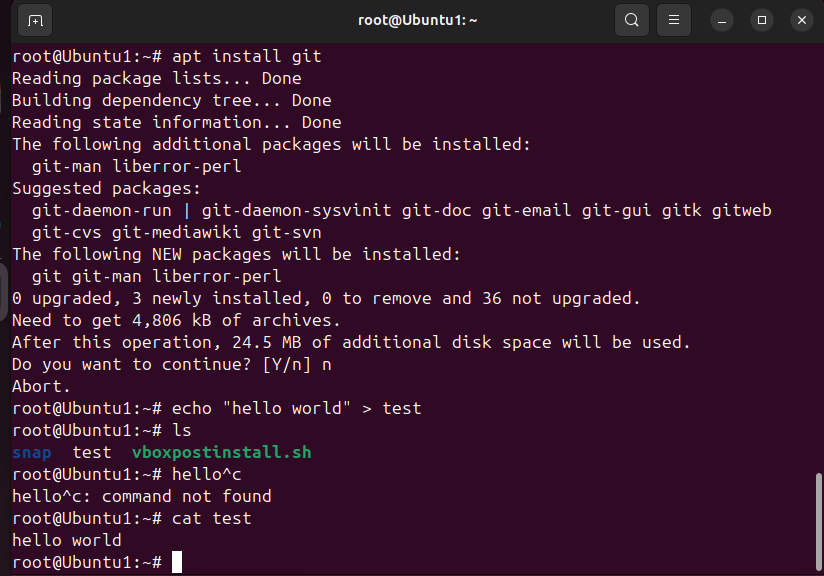 root@Ubuntu1: ~
root@Ubuntu1:~# apt install git
Reading package lists... Done
Building dependency tree... Done
Reading state information... Done
The following additional packages will be installed:
  git-man liberror-perl
Suggested packages:
  git-daemon-run | git-daemon-sysvinit git-doc git-email git-gui gitk gitweb
  git-cvs git-mediawiki git-svn
The following NEW packages will be installed:
  git git-man liberror-perl
0 upgraded, 3 newly installed, 0 to remove and 36 not upgraded.
Need to get 4,806 kB of archives.
After this operation, 24.5 MB of additional disk space will be used.
Do you want to continue? [Y/n] n
Abort.
root@Ubuntu1:~# echo "hello world" > test
root@Ubuntu1:~# ls
snap  test  vboxpostinstall.sh
root@Ubuntu1:~# hello^c
hello^c: command not found
root@Ubuntu1:~# cat test
hello world
root@Ubuntu1:~#